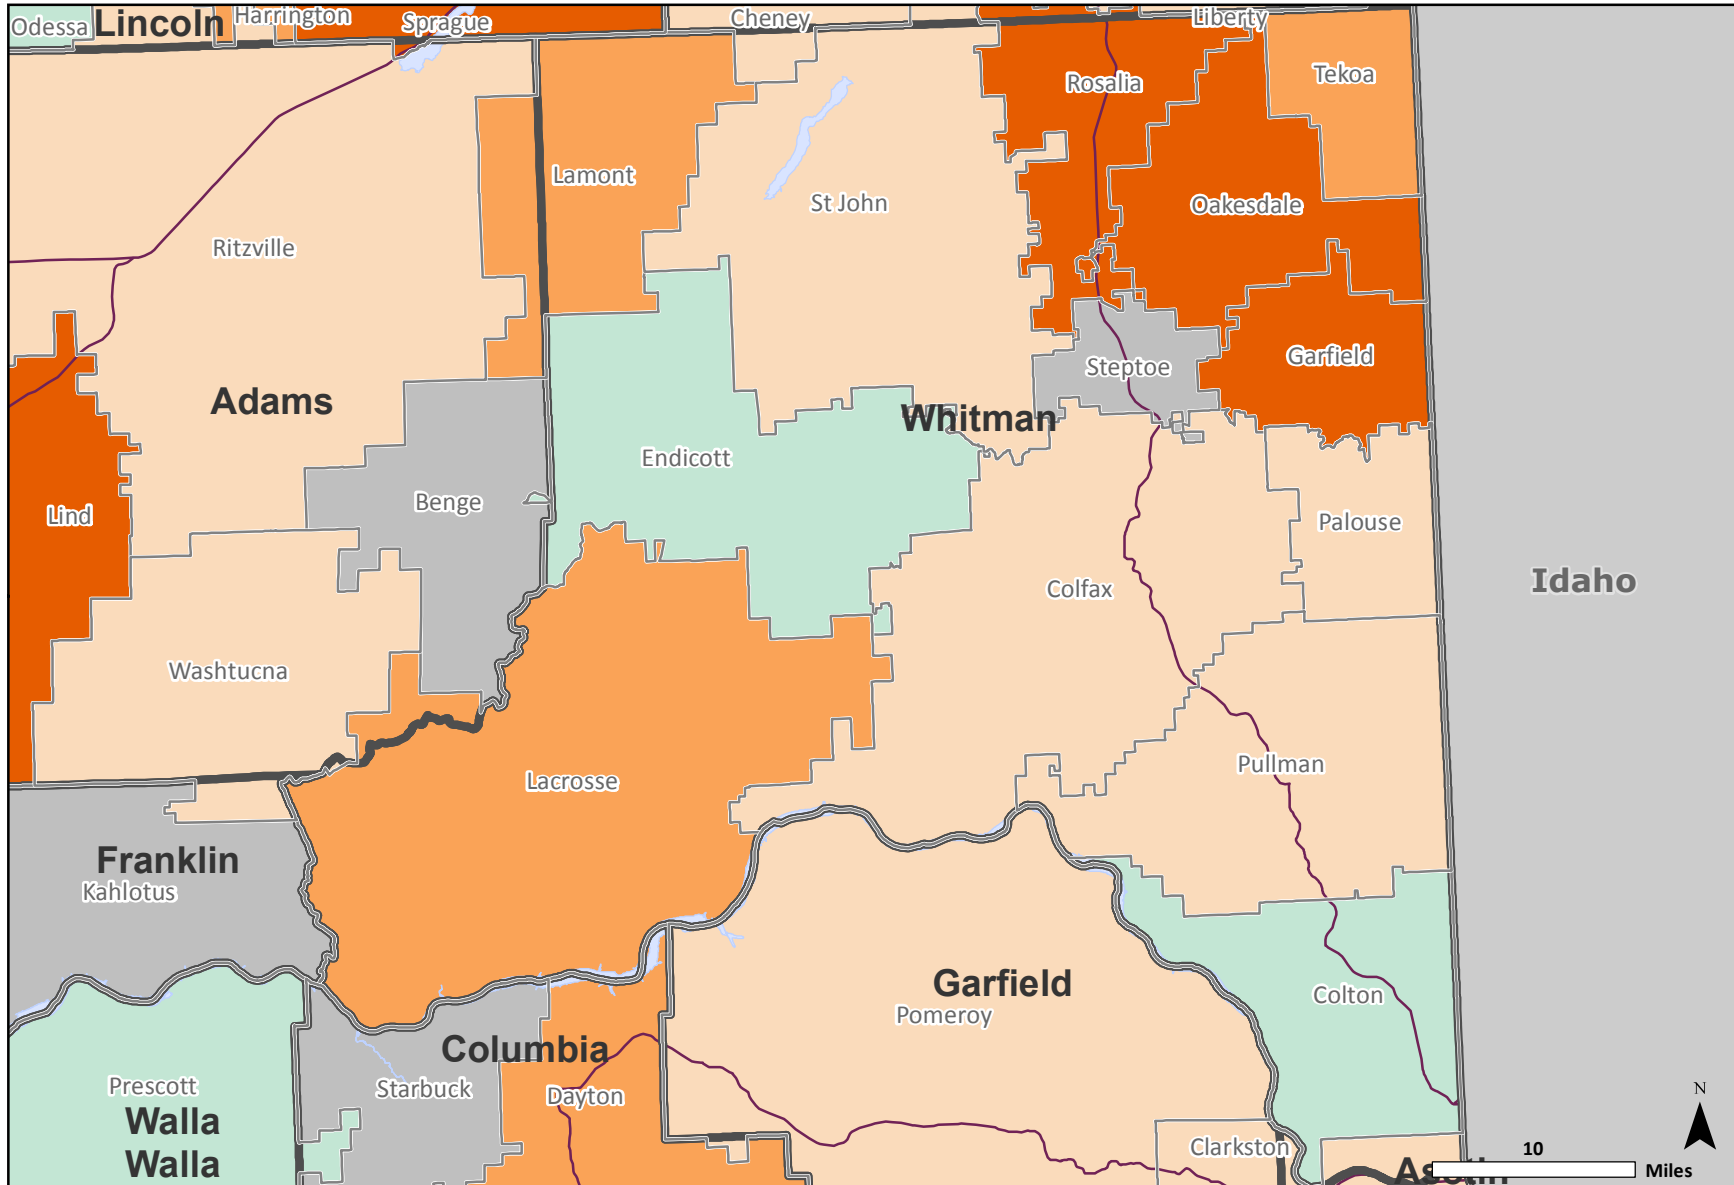 Odessa
Lincoln
Harrington
Sprague
Cheney
Liberty
Rosalia
Tekoa
Lamont
St John
Oakesdale
Ritzville
Steptoe
Garfield
Adams
Whitman
Endicott
Benge
Lind
Palouse
Idaho
Colfax
Washtucna
Pullman
Lacrosse
Franklin
Kahlotus
Garfield
Colton
Pomeroy
Columbia
Prescott
Starbuck
Dayton
Walla
Walla
Clarkston
Asotin
N
10
Miles